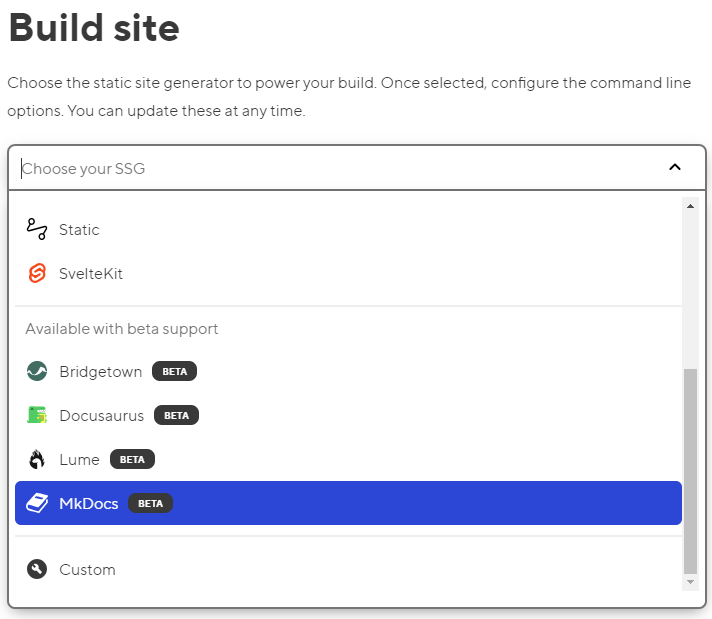 Build site
Choose the static site generator to power your build. Once selected, configure the command line
options. You can update these at any time.
Choose your SSG
Static
SvelteKit
Available with beta support
Bridgetown BETA
Docusaurus BETA
Lume BETA
MkDocs BETA
Custom